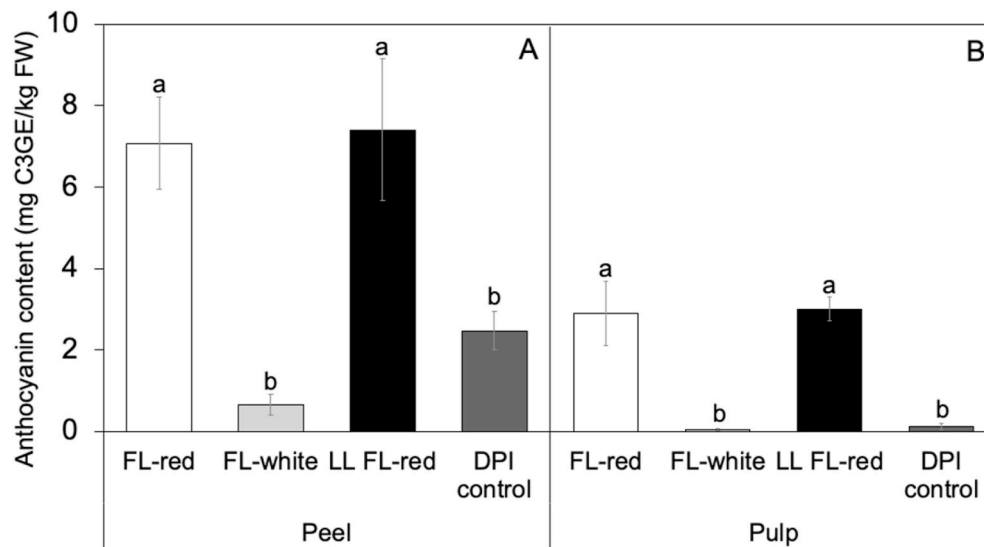 Anthocyanin content (mg C3GE/kg FW)
10
8
6
4
2
0
A
a
b
a
b
B
a
b
a
b
FL-red FL-white LL FL-red DPI control
FL-red FL-white LL FL-red DPI control
Peel Pulp